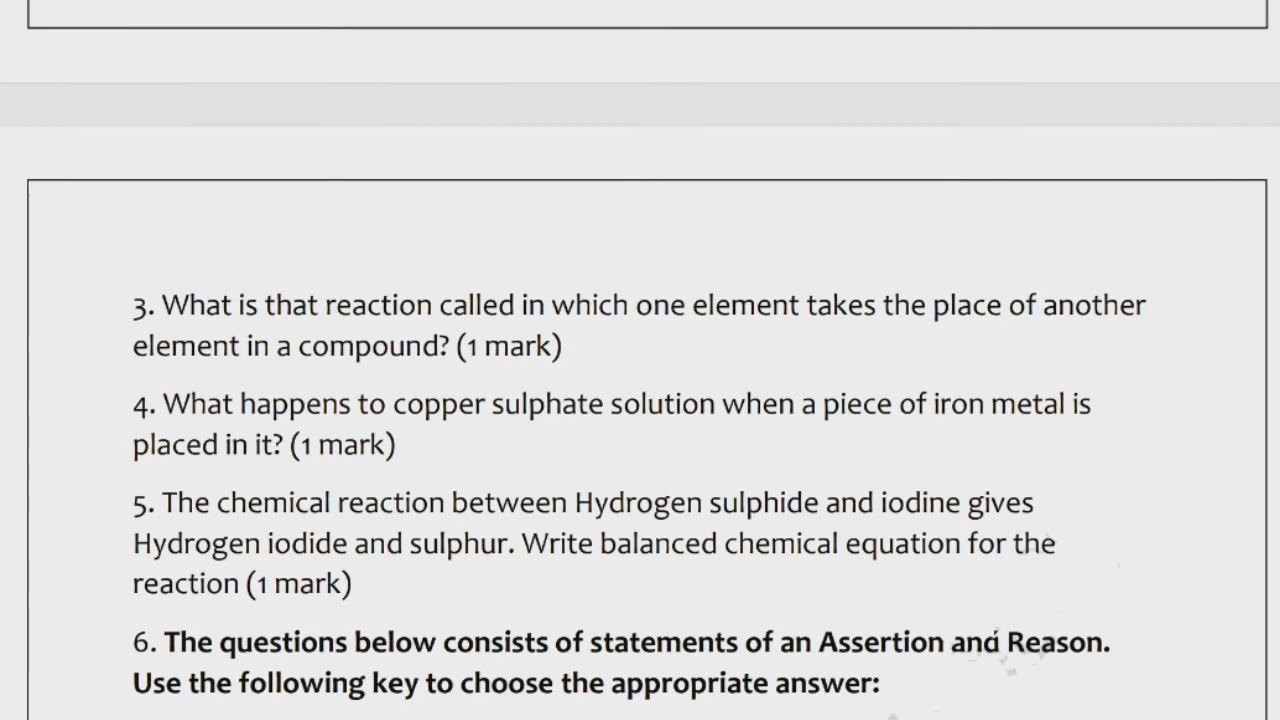 3. What is that reaction called in which one element takes the place of another
element in a compound? (1 mark)
4. What happens to copper sulphate solution when a piece of iron metal is
placed in it? (1 mark)
5. The chemical reaction between Hydrogen sulphide and iodine gives
Hydrogen iodide and sulphur. Write balanced chemical equation for the
reaction (1 mark)
6. The questions below consists of statements of an Assertion and Reason.
Use the following key to choose the appropriate answer: